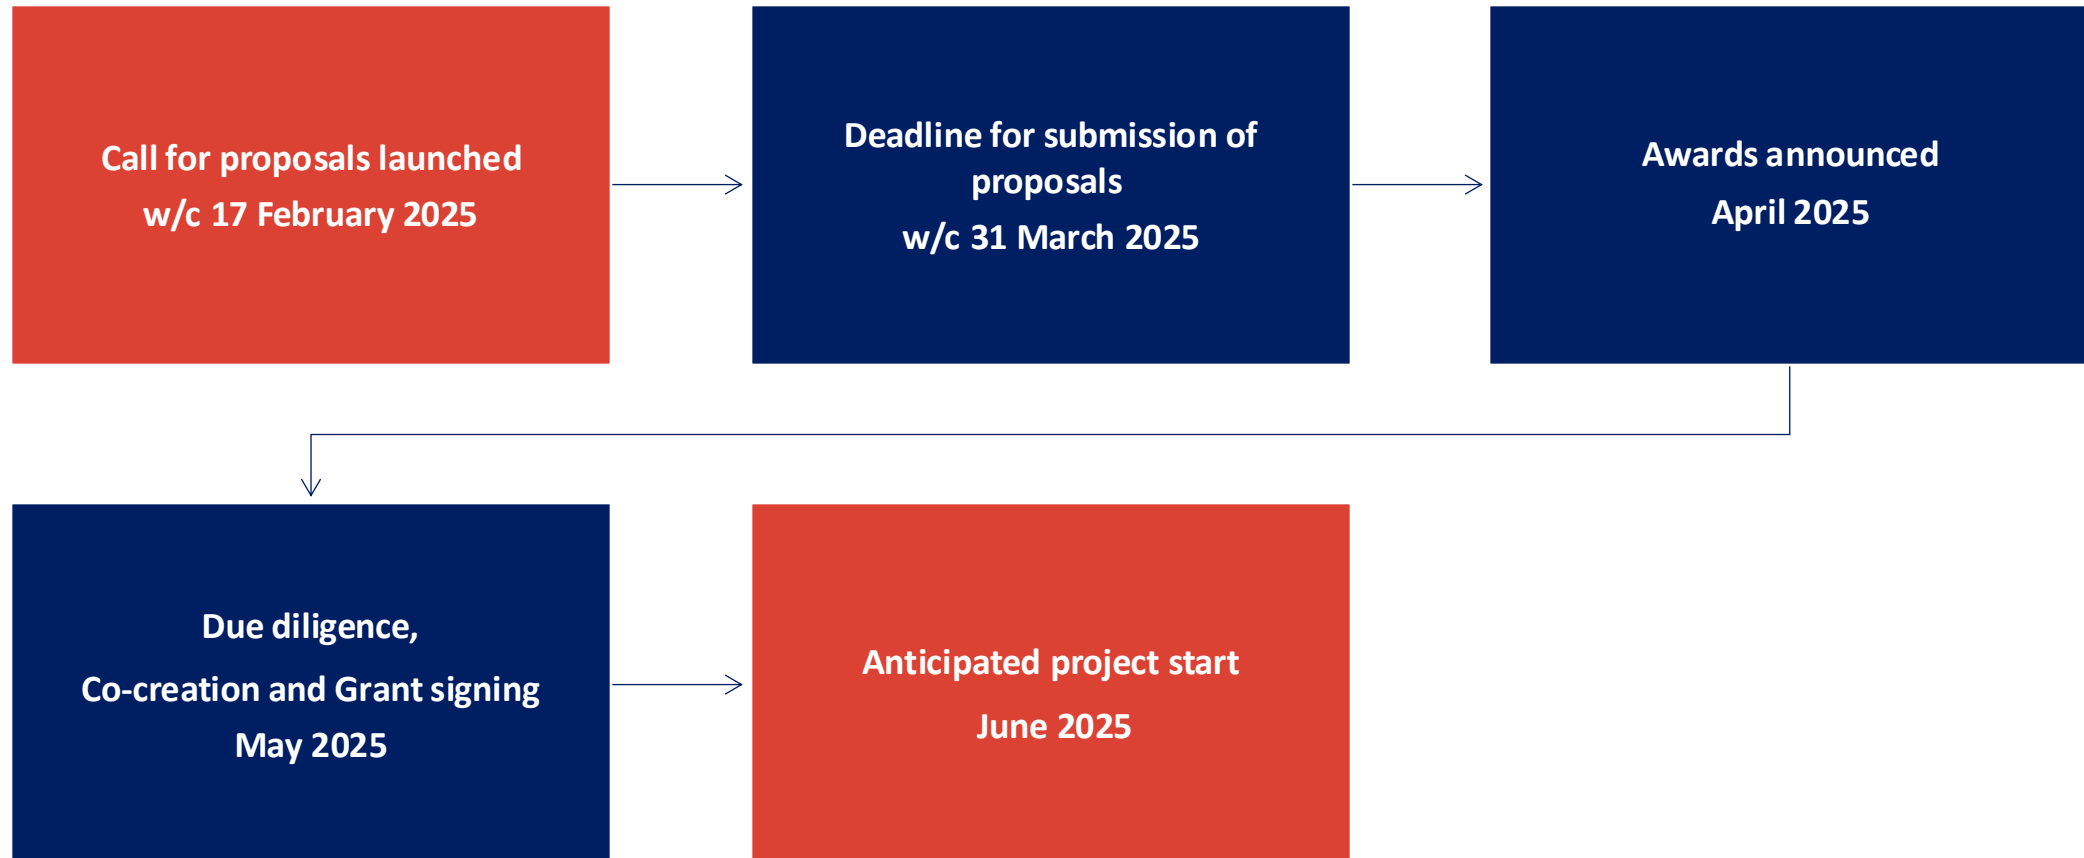 Call for proposals launched
w/c 17 February 2025
Deadline for submission of
proposals
w/c 31 March 2025
Awards announced
April 2025
Due diligence,
Co-creation and Grant signing
May 2025
Anticipated project start
June 2025